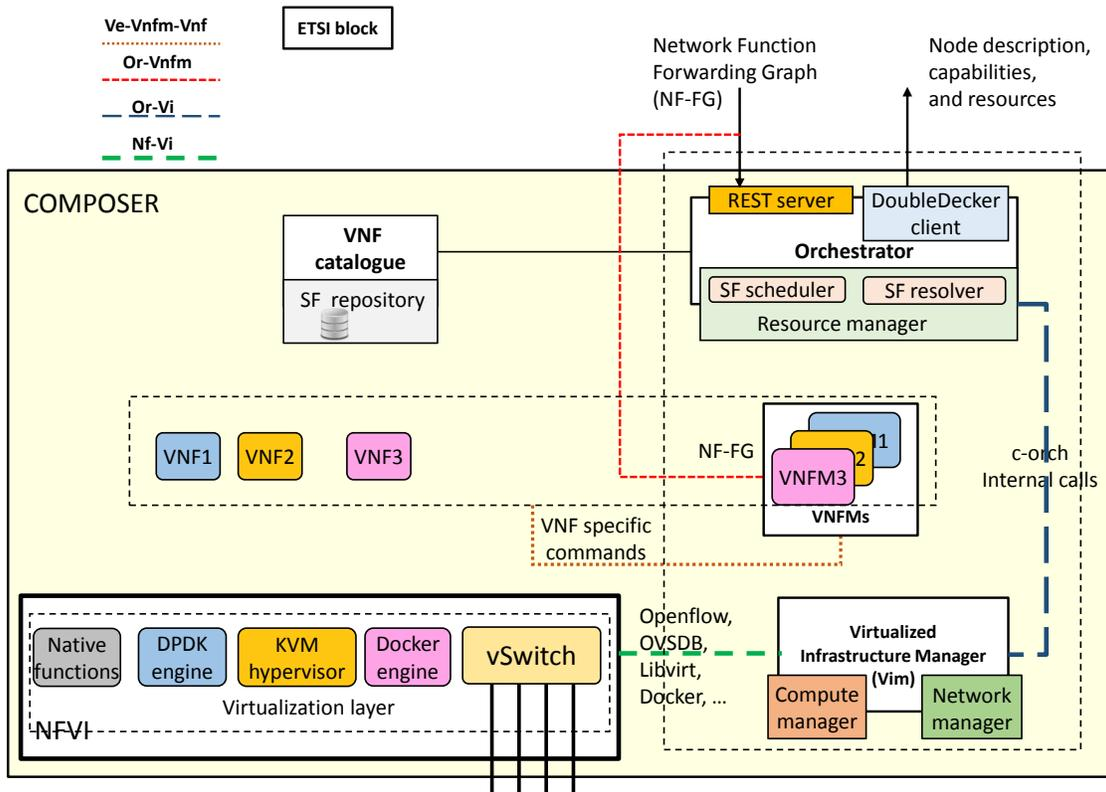 Ve-Vnfm-Vnf
Or-Vnfm
Or-Vi
Nf-Vi
ETSI block
Network Function
Forwarding Graph
(NF-FG)
Node description,
capabilities,
and resources
COMPOSER
VNF
catalogue
SF repository
REST server
DoubleDecker
client
Orchestrator
SF scheduler
SF resolver
Resource manager
VNF1
VNF2
VNF3
NF-FG
1
2
VNFM3
VNFMs
c-orch
Internal calls
VNF specific
commands
Native
functions
DPDK
engine
KVM
hypervisor
Docker
engine
vSwitch
Virtualization layer
NFVI
Openflow,
OVSDB,
Libvirt,
Docker, ...
Virtualized
Infrastructure Manager
(Vim)
Compute
manager
Network
manager